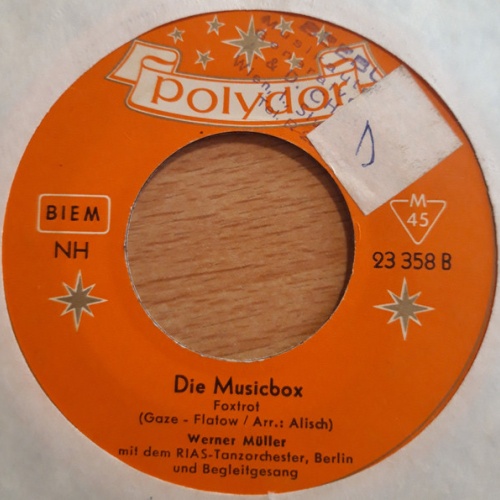 polydor
BIEM
NH
M
45
23 358 B
Die Musicbox
Foxtrot
(Gaze - Flatow / Arr.: Alisch)
Werner Müller
mit dem RIAS-Tanzorchester, Berlin
und Begleitgesang